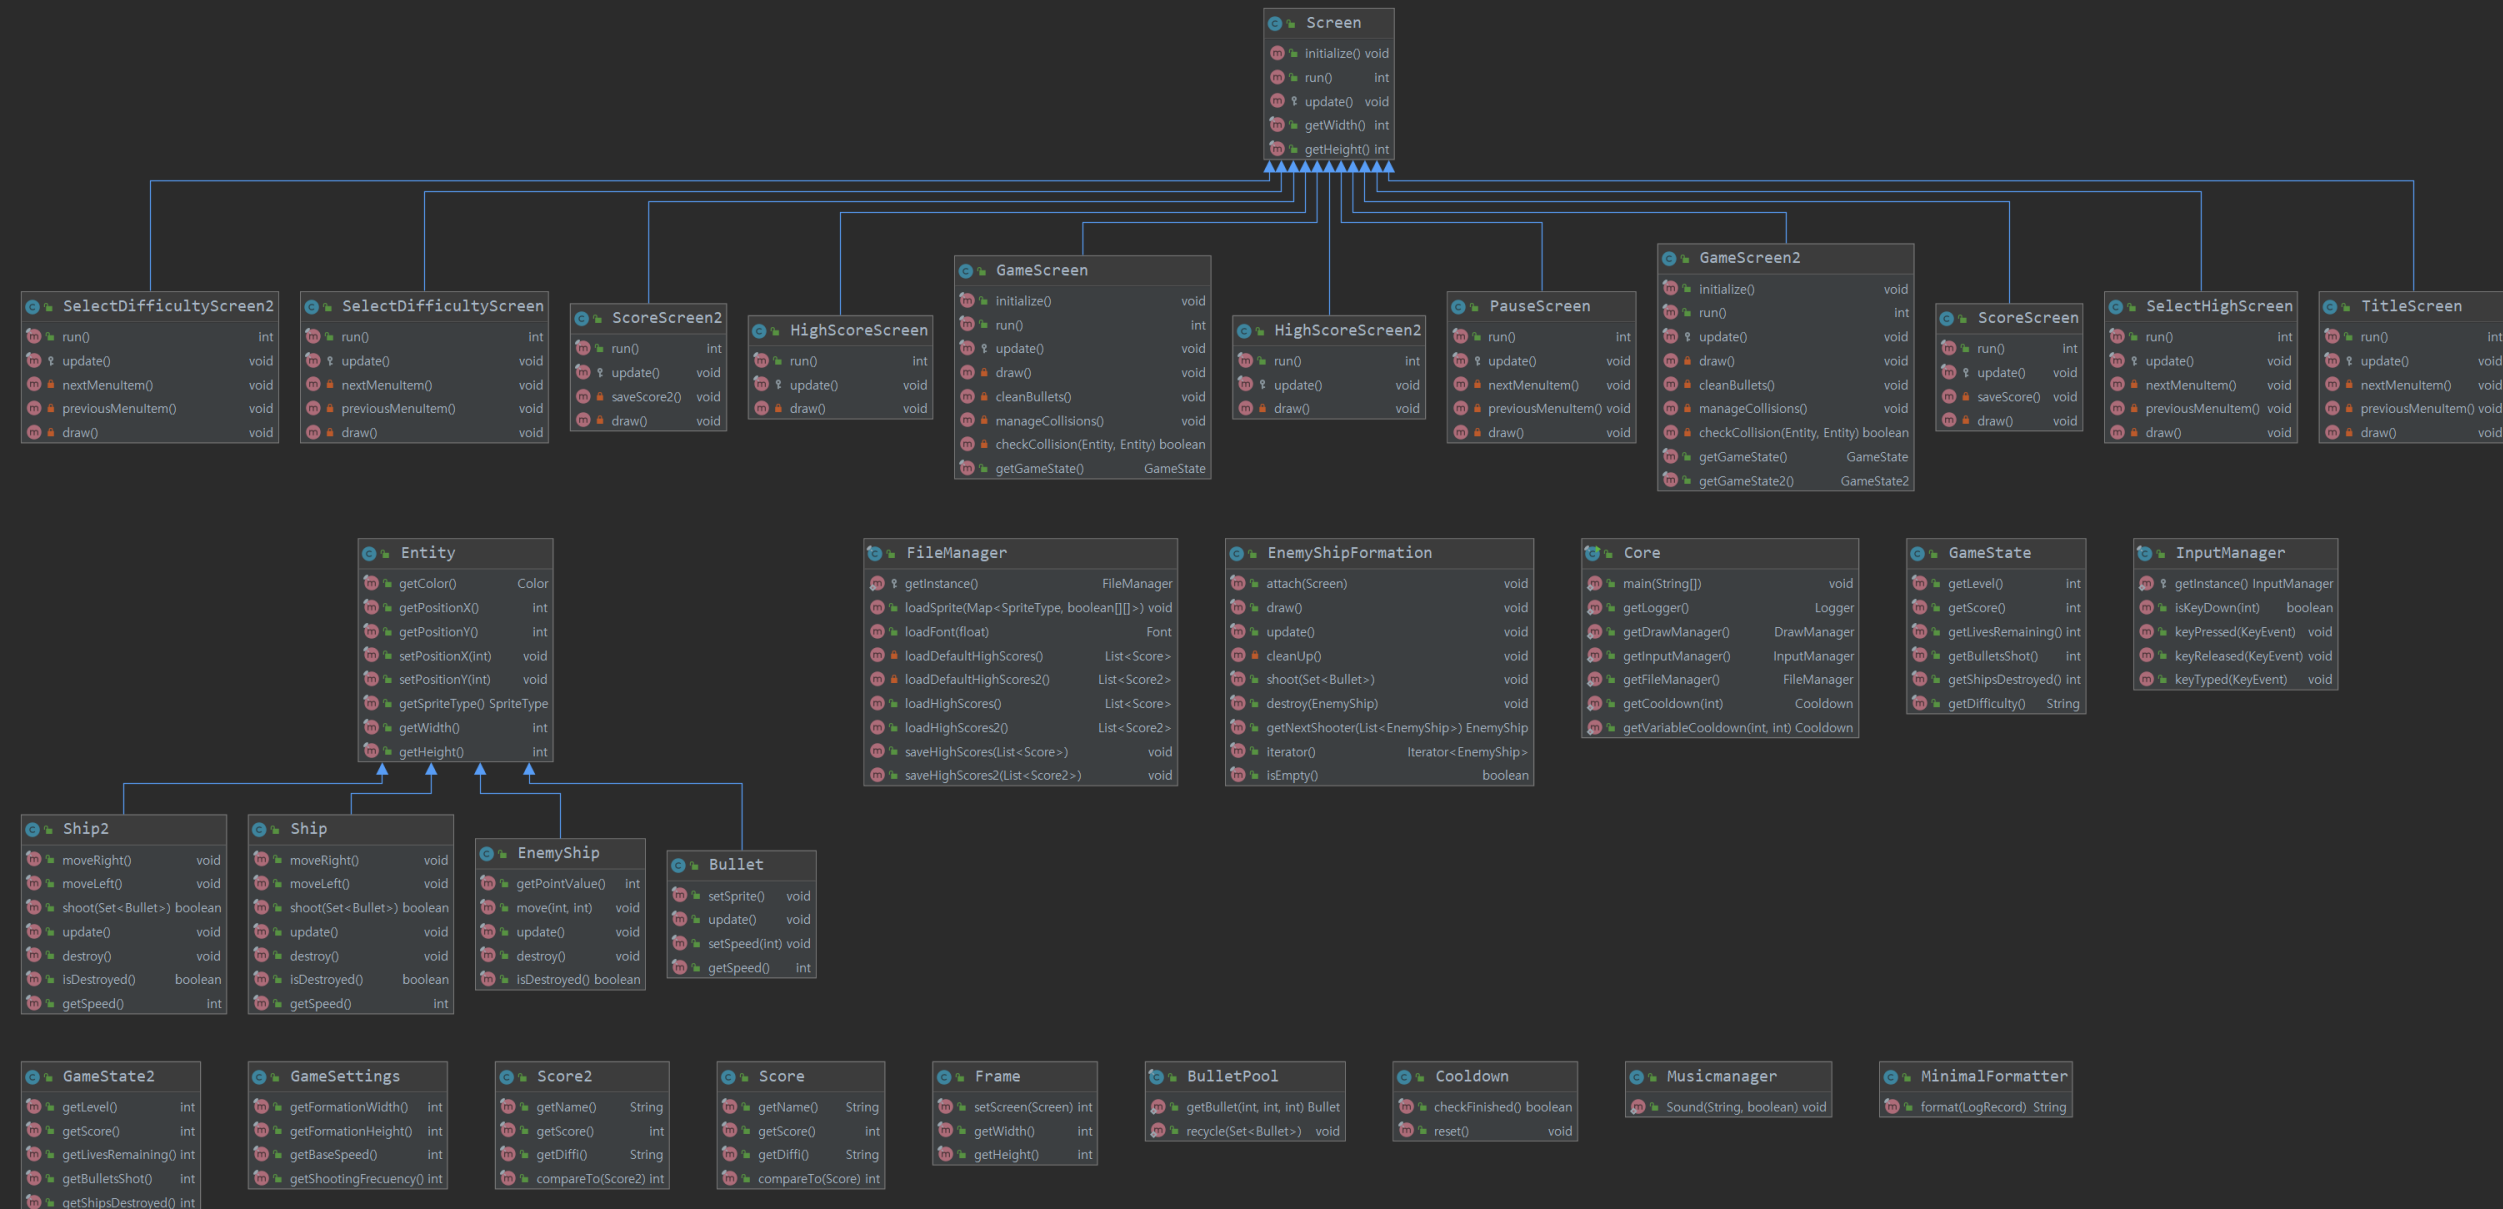 Screen
initialize() void
run() int
update() void
getWidth() int
getHeight() int
SelectDifficultyScreen2
run() int
update() void
nextMenuItem() void
previousMenuItem() void
draw() void
SelectDifficultyScreen
run() int
update() void
nextMenuItem() void
previousMenuItem() void
draw() void
ScoreScreen2
run() int
update() void
saveScore2() void
draw() void
HighScoreScreen
run() int
update() void
draw() void
GameScreen
initialize() void
run() int
update() void
draw() void
cleanBullets() void
manageCollisions() void
checkCollision(Entity, Entity) boolean
getGameState() GameState
HighScoreScreen2
run() int
update() void
draw() void
PauseScreen
run() int
update() void
nextMenuItem() void
previousMenuItem() void
draw() void
GameScreen2
initialize() void
run() int
update() void
draw() void
cleanBullets() void
manageCollisions() void
checkCollision(Entity, Entity) boolean
getGameState() GameState
getGameState2() GameState2
ScoreScreen
run() int
update() void
saveScore() void
draw() void
SelectHighScreen
run() int
update() void
nextMenuItem() void
previousMenuItem() void
draw() void
TitleScreen
run() int
update() void
nextMenuItem() void
previousMenuItem() void
draw() void
Entity
getColor() Color
getPositionX() int
getPositionY() int
setPositionX(int) void
setPositionY(int) void
getSpriteType() SpriteType
getWidth() int
getHeight() int
FileManager
getInstance() FileManager
loadSprite(Map<SpriteType, boolean[][]>) void
loadFont(float) Font
loadDefaultHighScores() List<Score>
loadDefaultHighScores2() List<Score2>
loadHighScores() List<Score>
loadHighScores2() List<Score2>
saveHighScores(List<Score>) void
saveHighScores2(List<Score2>) void
EnemyShipFormation
attach(Screen) void
draw() void
update() void
cleanUp() void
shoot(Set<Bullet>) void
destroy(EnemyShip) void
getNextShooter(List<EnemyShip>) EnemyShip
iterator() Iterator<EnemyShip>
isEmpty() boolean
Core
main(String[]) void
getLogger() Logger
getDrawManager() DrawManager
getInputManager() InputManager
getFileManager() FileManager
getCooldown(int) Cooldown
getVariableCooldown(int, int) Cooldown
GameState
getLevel() int
getScore() int
getLivesRemaining() int
getBulletsShot() int
getShipsDestroyed() int
getDifficulty() String
InputManager
getInstance() InputManager
isKeyDown(int) boolean
keyPressed(KeyEvent) void
keyReleased(KeyEvent) void
keyTyped(KeyEvent) void
Ship2
moveRight() void
moveLeft() void
shoot(Set<Bullet>) boolean
update() void
destroy() void
isDestroyed() boolean
getSpeed() int
Ship
moveRight() void
moveLeft() void
shoot(Set<Bullet>) boolean
update() void
destroy() void
isDestroyed() boolean
getSpeed() int
EnemyShip
getPointValue() int
move(int, int) void
update() void
destroy() void
isDestroyed() boolean
Bullet
setSprite() void
update() void
setSpeed(int) void
getSpeed() int
GameState2
getLevel() int
getScore() int
getLivesRemaining() int
getBulletsShot() int
getShipsDestroyed() int
GameSettings
getFormationWidth() int
getFormationHeight() int
getBaseSpeed() int
getShootingFrecuency() int
Score2
getName() String
getScore() int
getDiffi() String
compareTo(Score2) int
Score
getName() String
getScore() int
getDiffi() String
compareTo(Score) int
Frame
setScreen(Screen) int
getWidth() int
getHeight() int
BulletPool
getBullet(int, int, int) Bullet
recycle(Set<Bullet>) void
Cooldown
checkFinished() boolean
reset() void
Musicmanager
Sound(String, boolean) void
MinimalFormatter
format(LogRecord) String